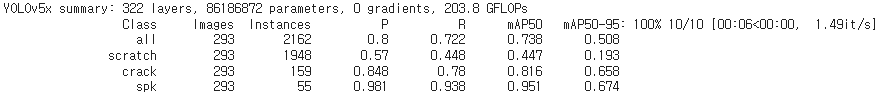 YOLOv5x summary: 322 layers, 86186872 parameters, 0 gradients, 203.8 GFLOPs
Class Images Instances P R mAP50 mAP50-95: 100% 10/10 [00:06<00:00, 1.49it/s]
all 293 2162 0.8 0.722 0.738 0.508
scratch 293 1948 0.57 0.448 0.447 0.193
crack 293 159 0.848 0.78 0.816 0.658
spk 293 55 0.981 0.938 0.951 0.674